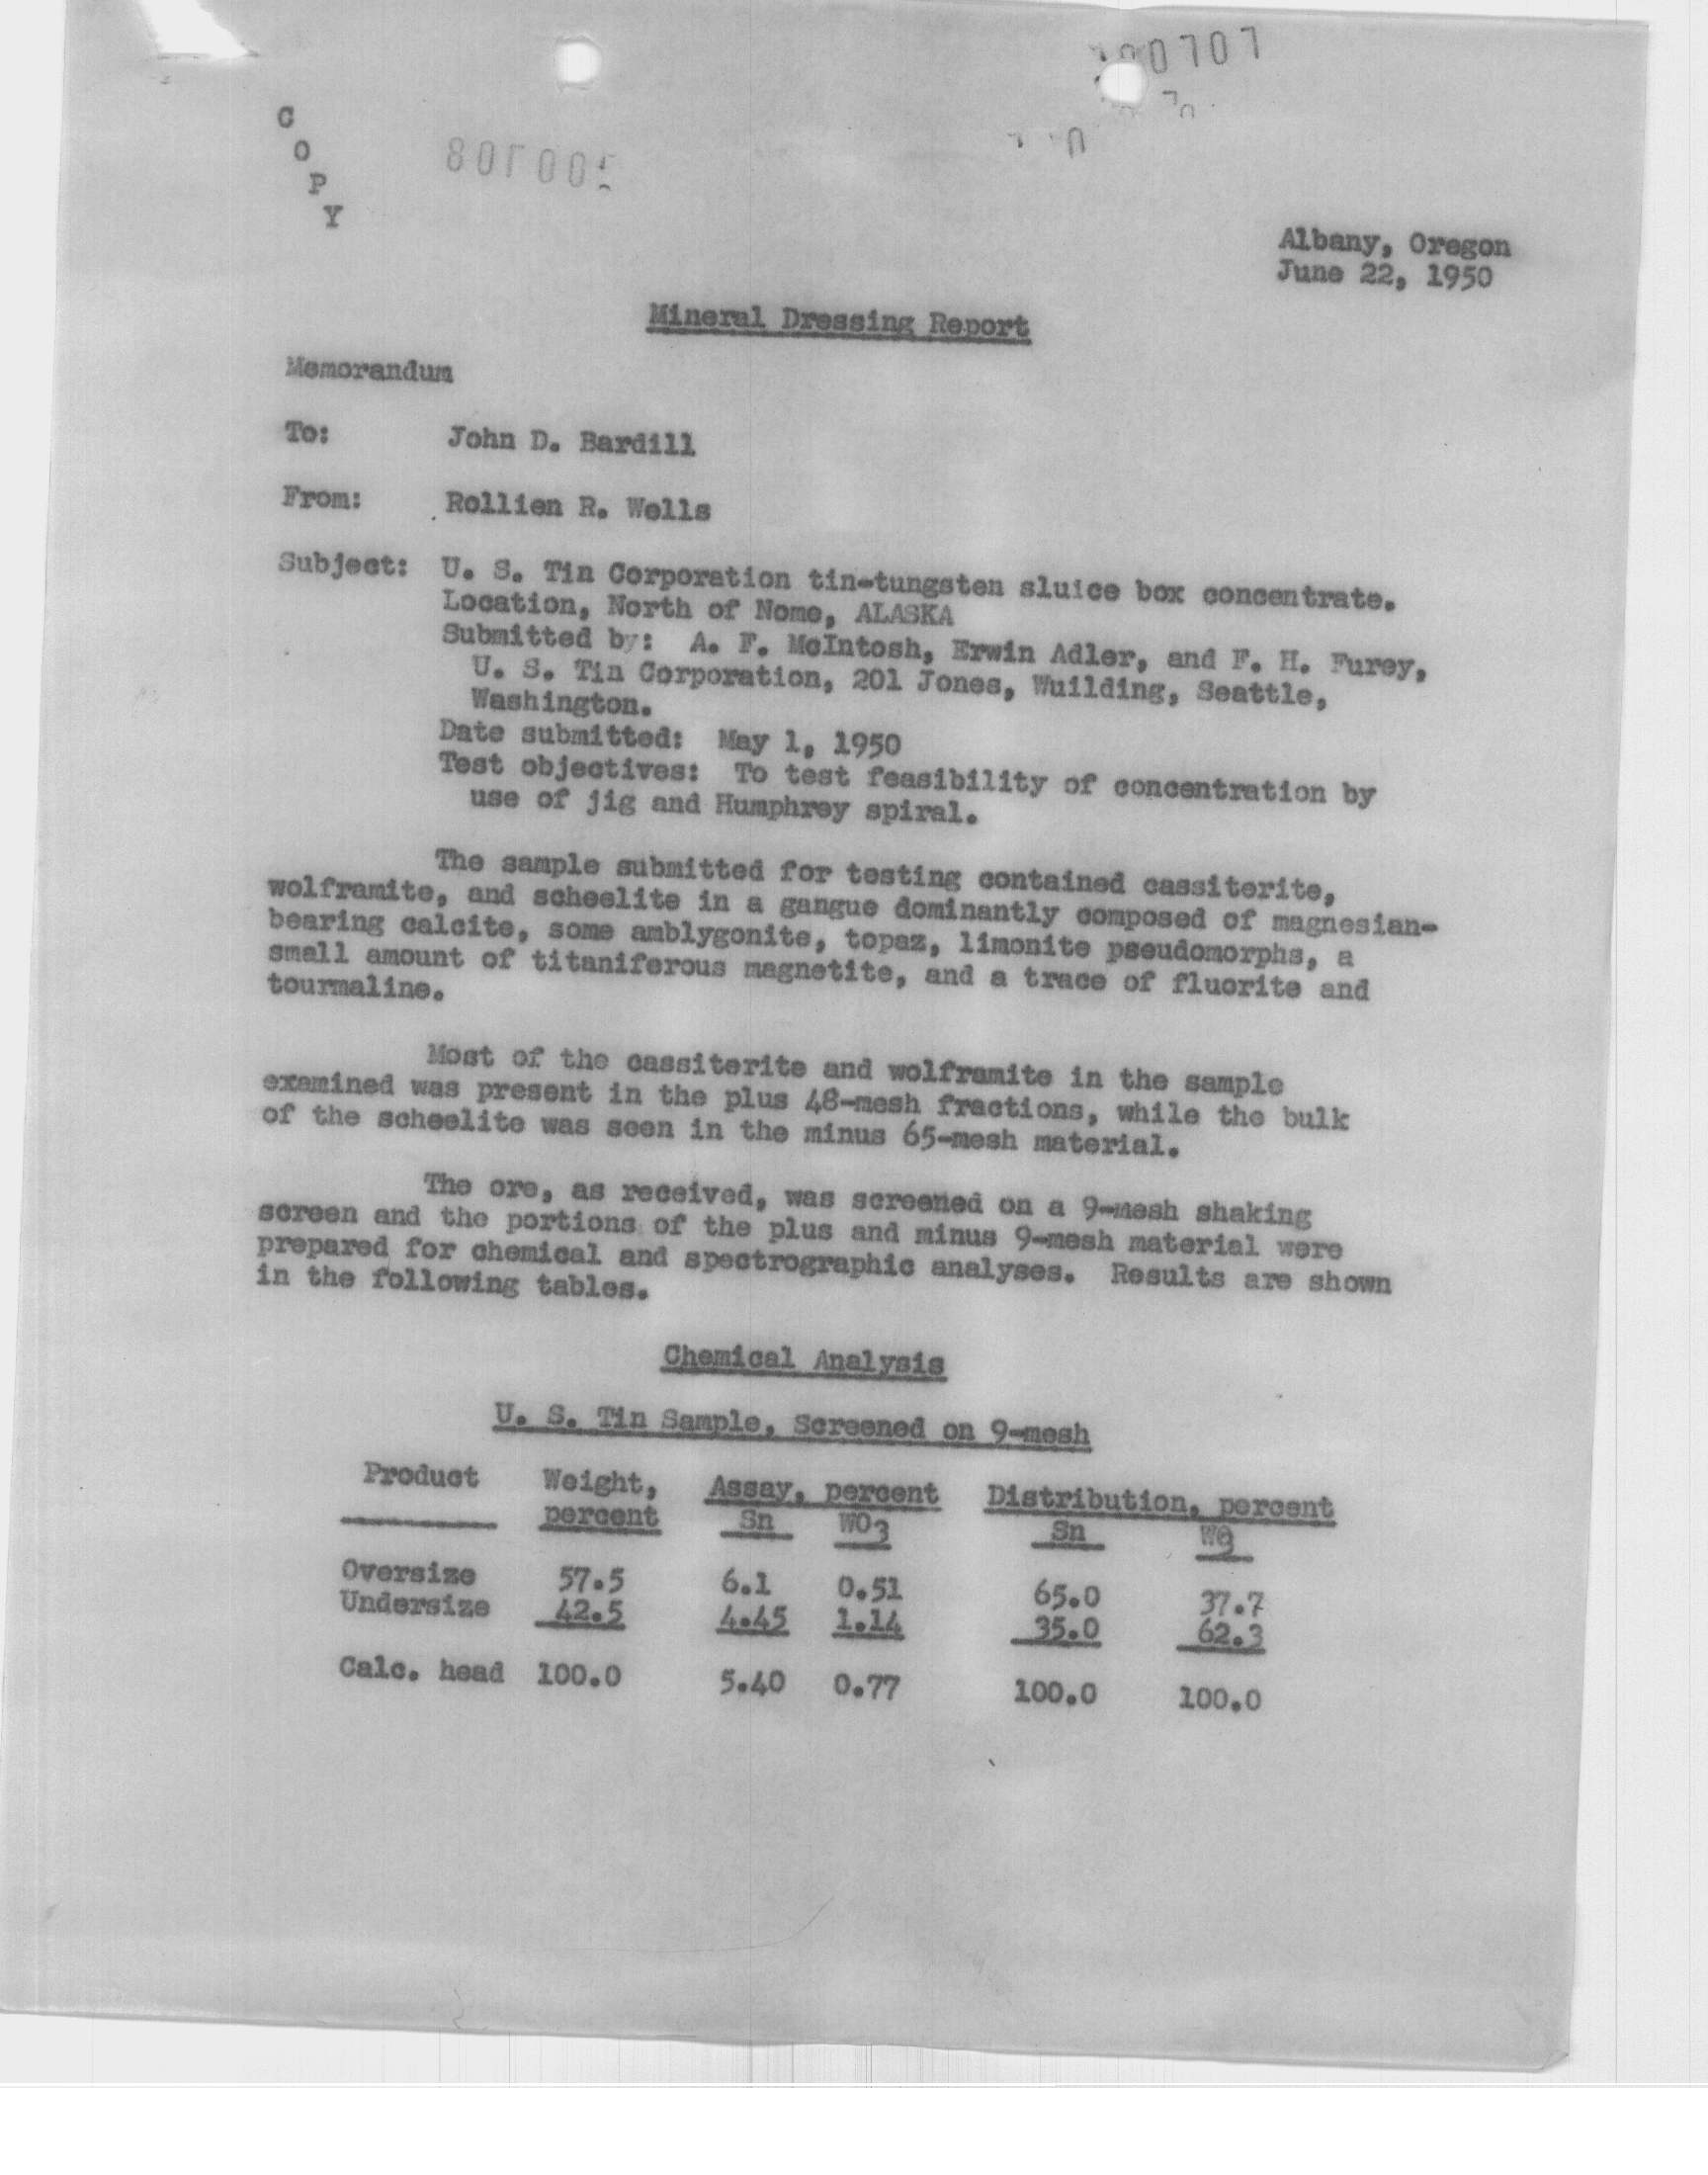 C
O
P
Y
Albany, Oregon
June 22, 1950
Mineral Dressing Report
Memorandum
To: John D. Bardill
From: Rollien R. Wells
Subject: U. S. Tin Corporation tin-tungsten sluice box concentrate.
Location, North of Nome, ALASKA
Submitted by: A. F. McIntosh, Erwin Adler, and F. H. Furey,
U. S. Tin Corporation, 201 Jones, Wuilding, Seattle,
Washington.
Date submitted: May 1, 1950
Test objectives: To test feasibility of concentration by
use of jig and Humphrey spiral.
The sample submitted for testing contained cassiterite,
wolframite, and scheelite in a gangue dominantly composed of magnesian-
bearing calcite, some amblygonite, topaz, limonite pseudomorphs, a
small amount of titaniferous magnetite, and a trace of fluorite and
tourmaline.
Most of the cassiterite and wolframite in the sample
examined was present in the plus 48-mesh fractions, while the bulk
of the scheelite was seen in the minus 65-mesh material.
The ore, as received, was screened on a 9-mesh shaking
screen and the portions of the plus and minus 9-mesh material were
prepared for chemical and spectrographic analyses. Results are shown
in the following tables.
Chemical Analysis
U. S. Tin Sample, Screened on 9-mesh
Product Weight, Assay, percent Distribution, percent
percent Sn WO3 Sn
Oversize 57.5 6.1 0.51 65.0 37.7
Undersize 42.5 4.45 1.14 35.0 62.3
Calc. head 100.0 5.40 0.77 100.0 100.0